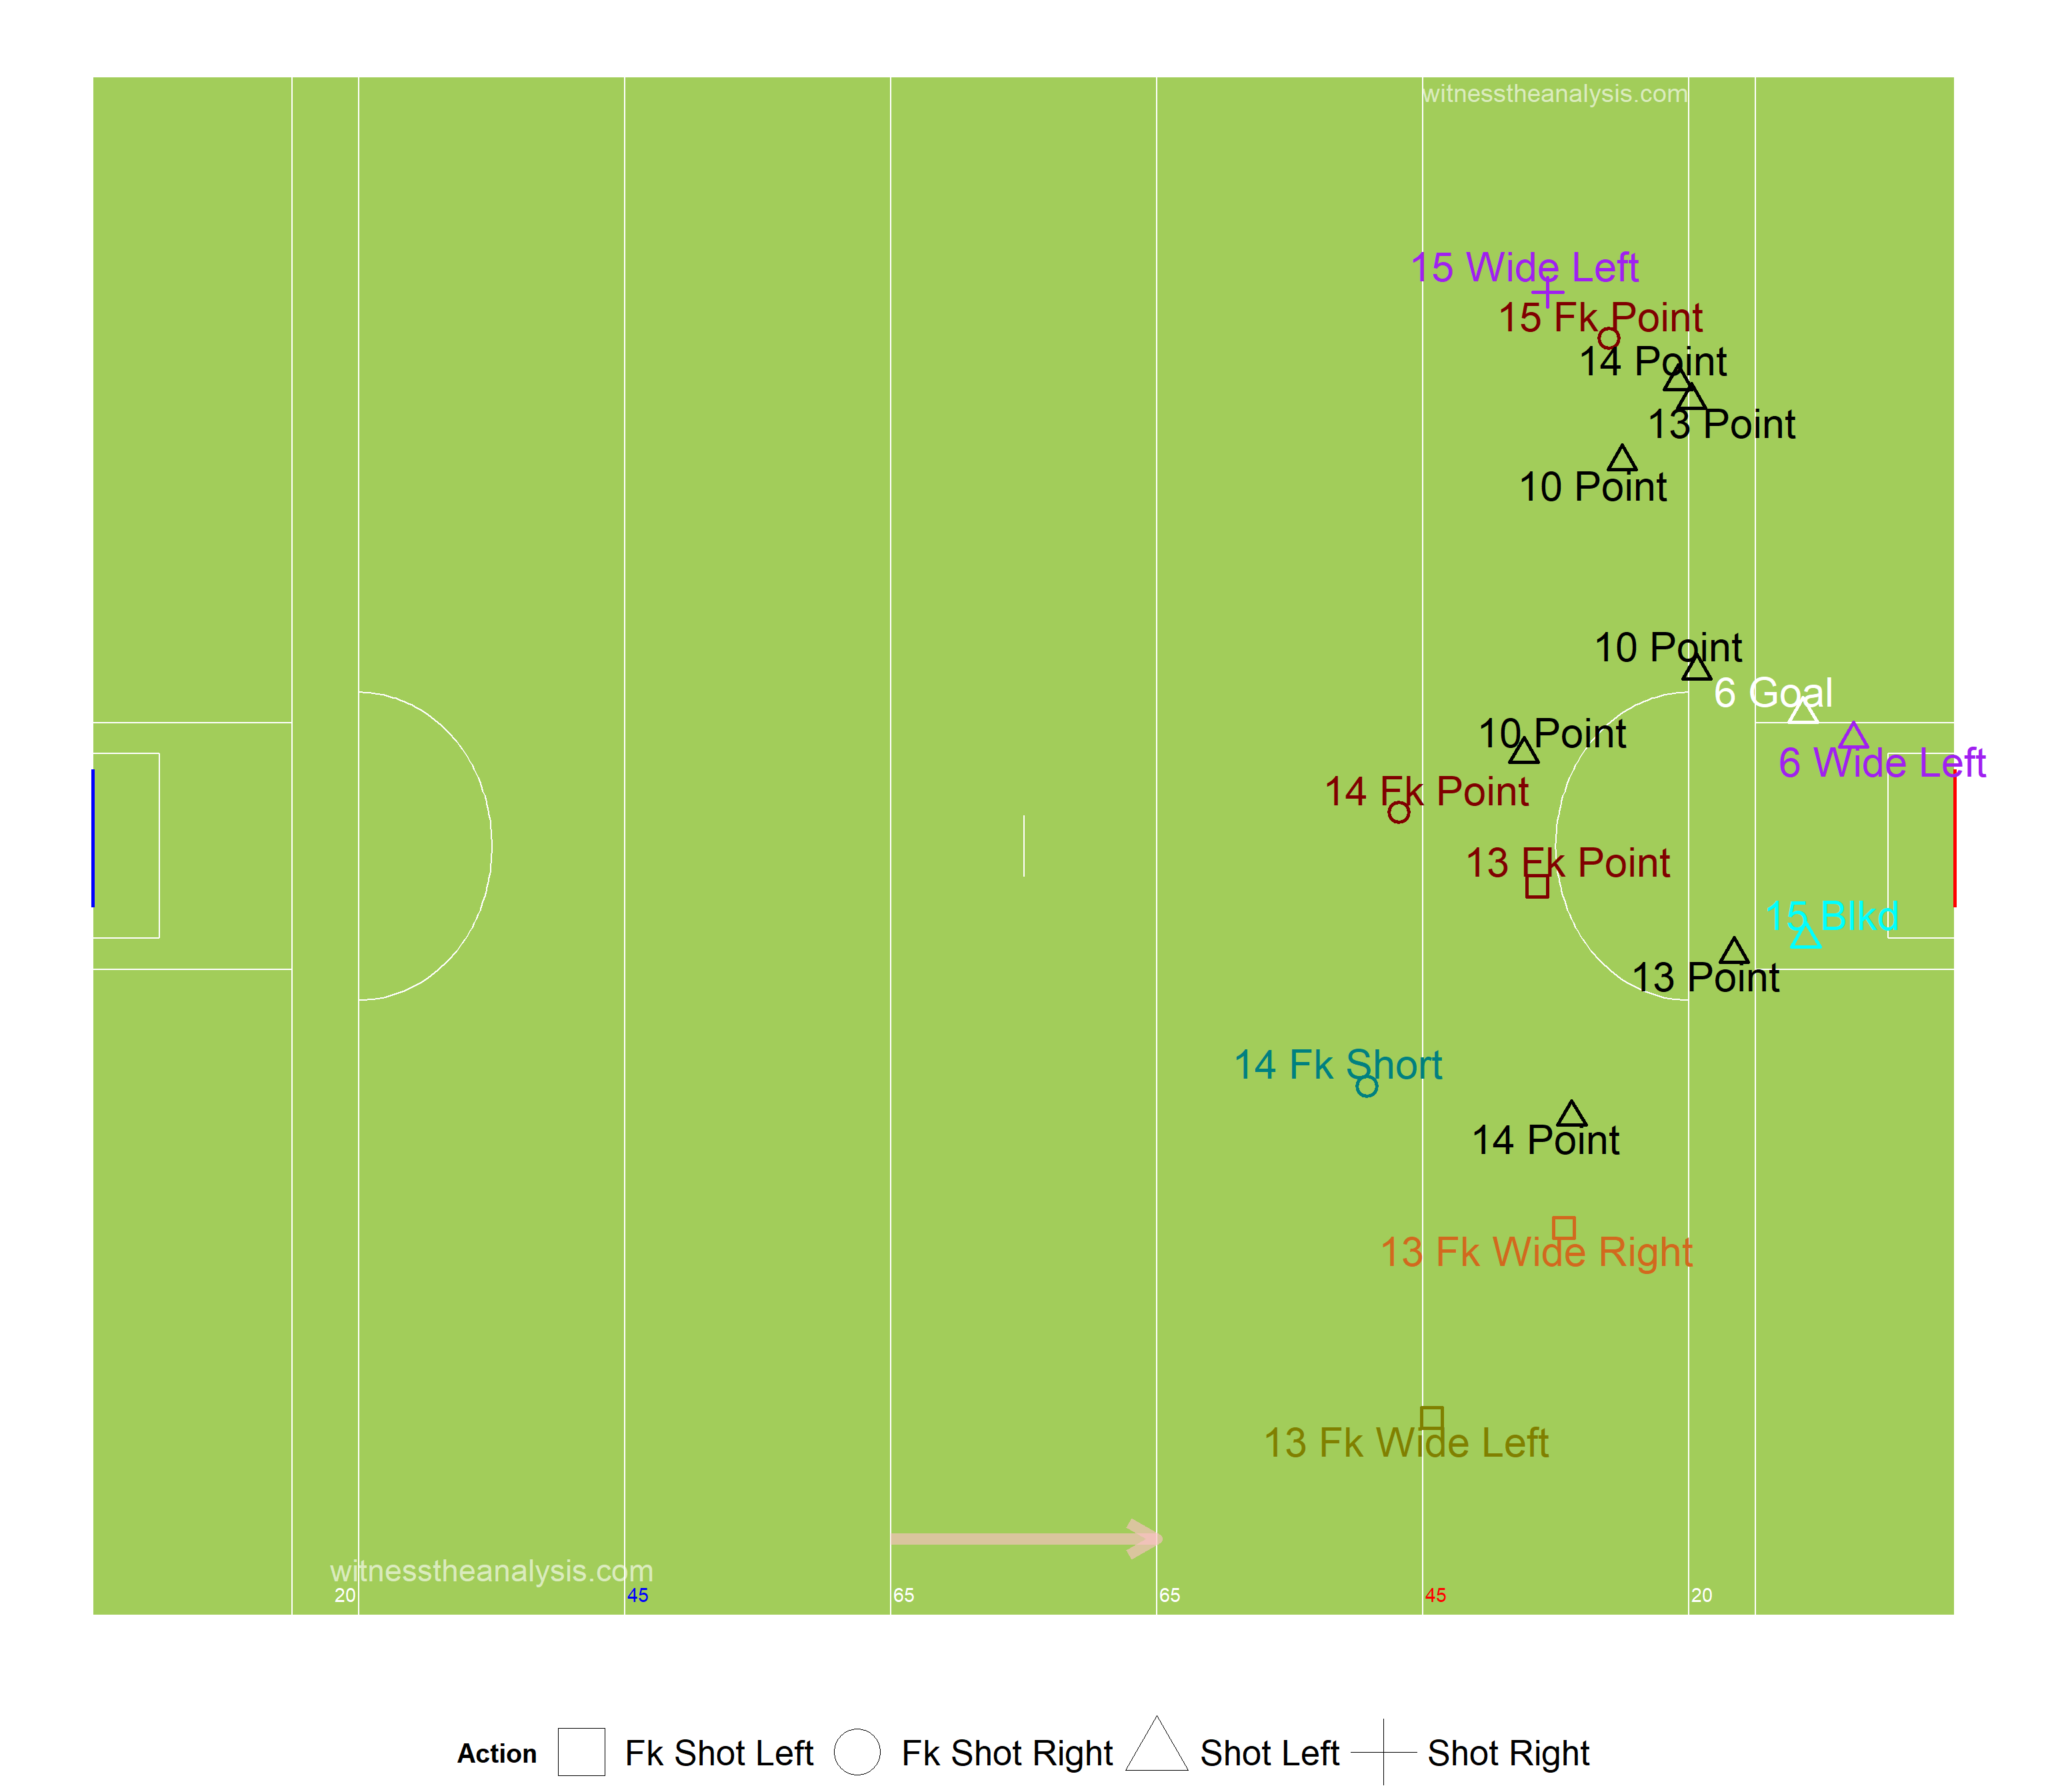 witnesstheanalysis.com
15 Wide Left
15 Fk Point
14 Point
13 Point
10 Point
10 Point
6 Goal
10 Point
6 Wide Left
14 Fk Point
13 Fk Point
15 Blkd
13 Point
14 Fk Short
14 Point
13 Fk Wide Right
13 Fk Wide Left
witnesstheanalysis.com
20 45 65 65 45 20
Action Fk Shot Left Fk Shot Right Shot Left Shot Right